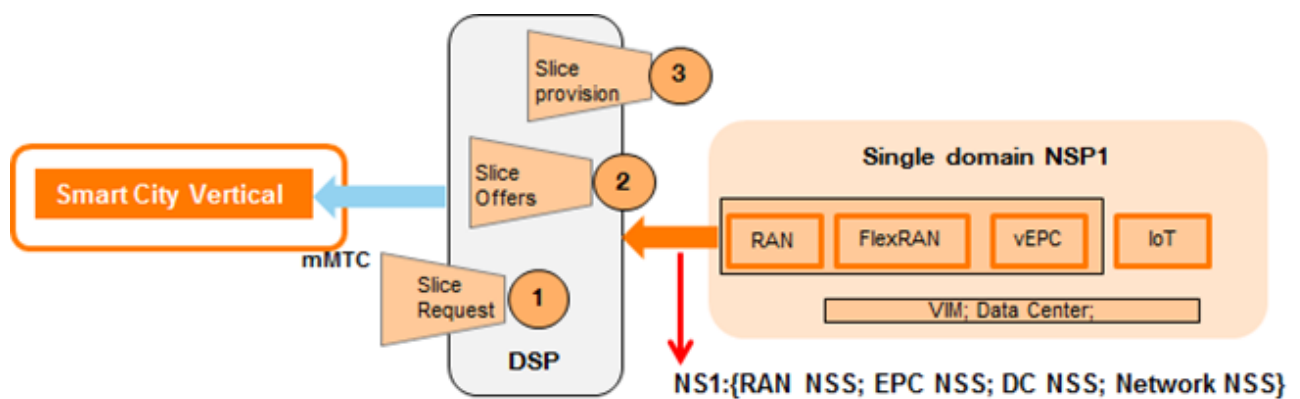 Slice
provision
3
Single domain NSP1
Smart City Vertical
Slice
Offers
2
RAN
FlexRAN
vEPC
IoT
mMTC
Slice
Request
1
VIM; Data Center;
DSP
NS1:{RAN NSS; EPC NSS; DC NSS; Network NSS}